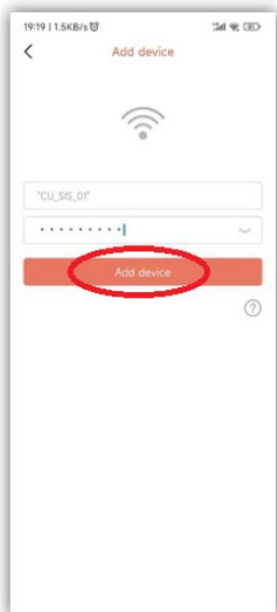 19:19 | 1.5KB/s
Add device
"CU_SIS_01"
• • • • • • • • •
Add device
?